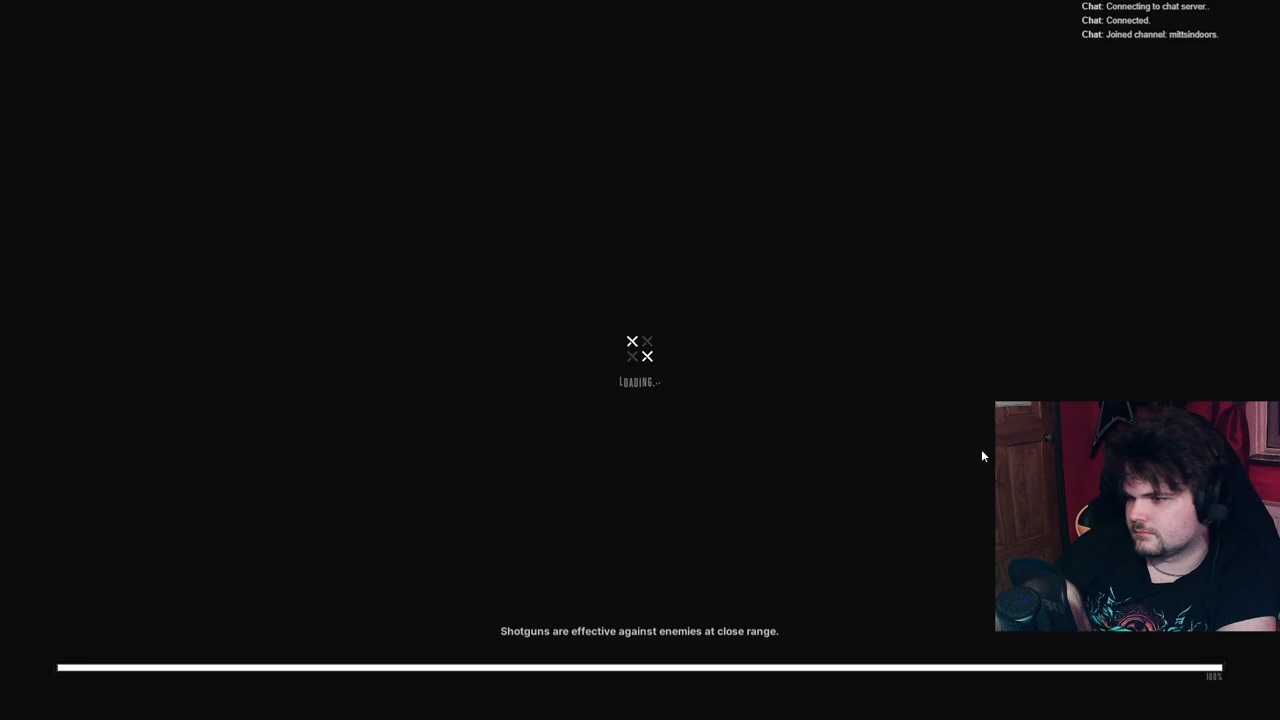 Chat: Connecting to chat server..
Chat: Connected.
Chat: Joined channel: mittsindoors.
LOADING...
Shotguns are effective against enemies at close range.
100%